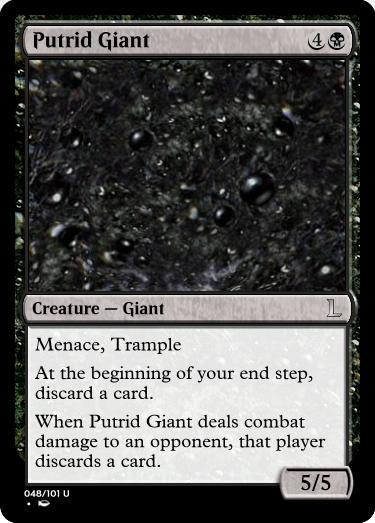 Putrid Giant 4
Creature — Giant L
Menace, Trample
At the beginning of your end step,
discard a card.
When Putrid Giant deals combat
damage to an opponent, that player
discards a card.
5/5
048/101 U